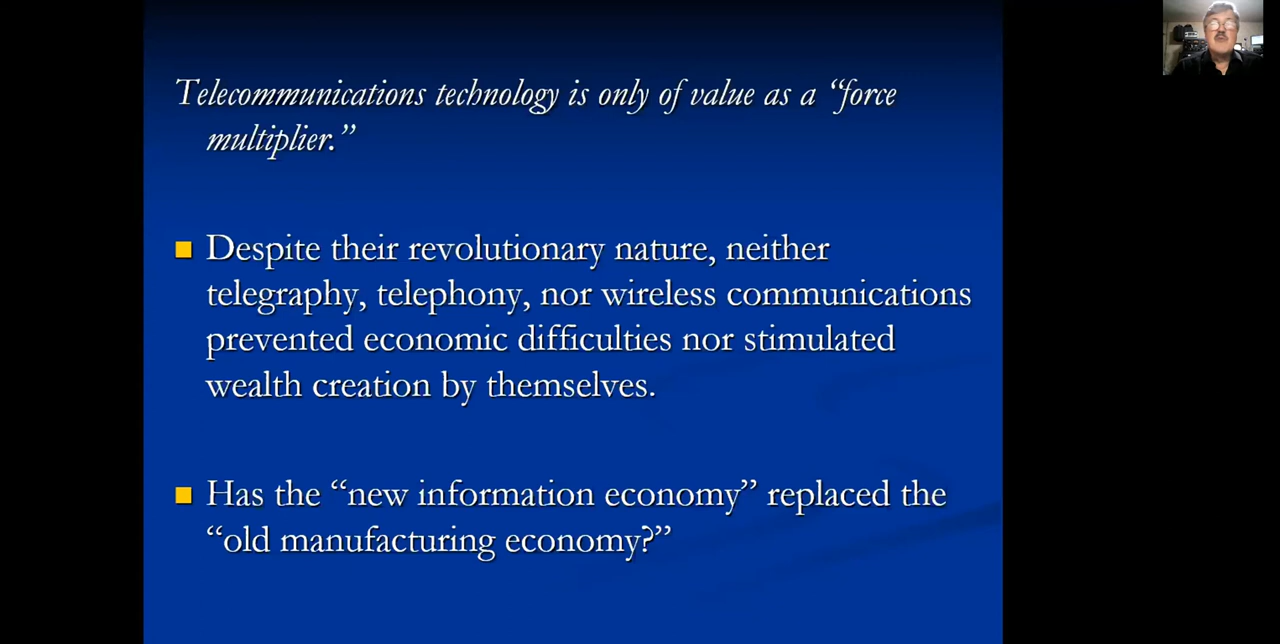 Telecommunications technology is only of value as a “force
multiplier.”
Despite their revolutionary nature, neither
telegraphy, telephony, nor wireless communications
prevented economic difficulties nor stimulated
wealth creation by themselves.
Has the “new information economy” replaced the
“old manufacturing economy?”